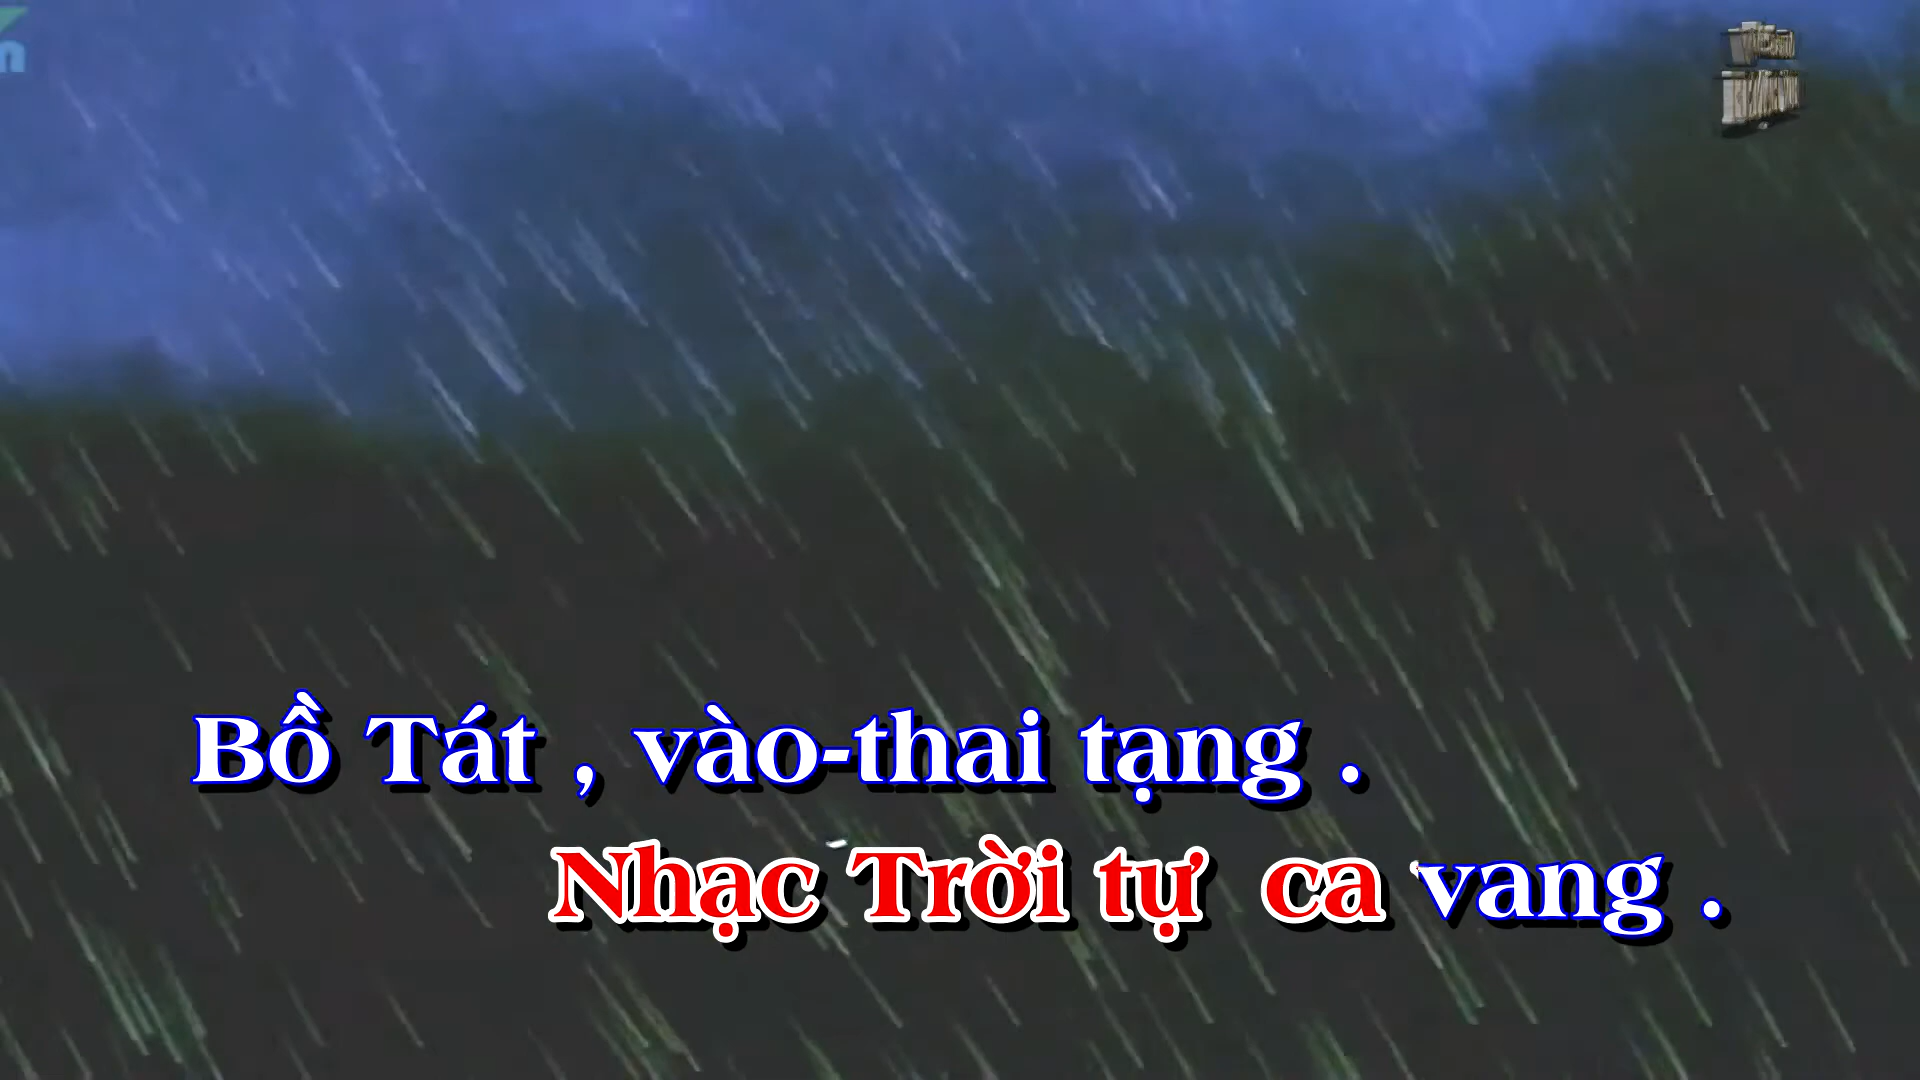 Bồ Tát , vào-thai tạng .
Nhạc Trời tự ca vang .